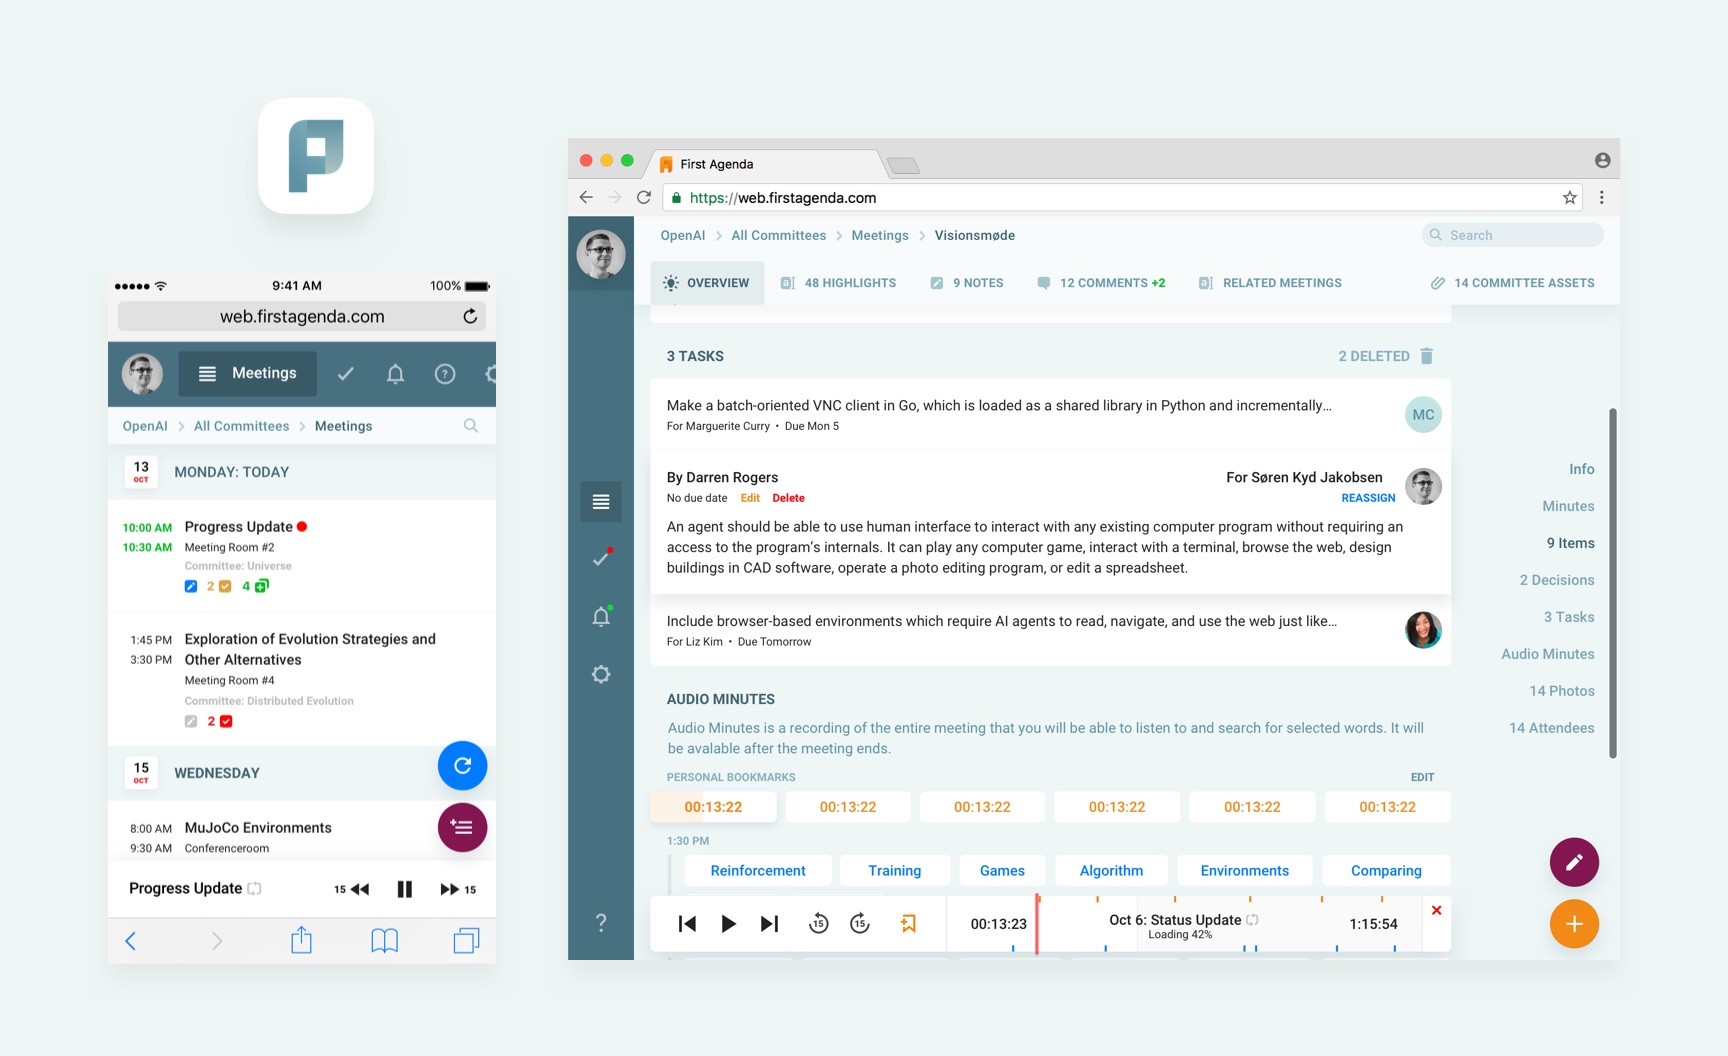 9:41 AM
100%
web.firstagenda.com
Meetings
OpenAI
All Committees
Meetings
13
OCT
MONDAY: TODAY
10:00 AM
10:30 AM
Progress Update
Meeting Room #2
Committee: Universe
2
4
1:45 PM
3:30 PM
Exploration of Evolution Strategies and
Other Alternatives
Meeting Room #4
Committee: Distributed Evolution
2
15
OCT
WEDNESDAY
8:00 AM
9:30 AM
MuJoCo Environments
Conferenceroom
Progress Update
15
15
First Agenda
https://web.firstagenda.com
OpenAI
All Committees
Meetings
Visionsmøde
Search
OVERVIEW
48 HIGHLIGHTS
9 NOTES
12 COMMENTS +2
RELATED MEETINGS
14 COMMITTEE ASSETS
3 TASKS
2 DELETED
Make a batch-oriented VNC client in Go, which is loaded as a shared library in Python and incrementally...
For Marguerite Curry • Due Mon 5
MC
By Darren Rogers
For Søren Kyd Jakobsen
No due date Edit Delete
REASSIGN
An agent should be able to use human interface to interact with any existing computer program without requiring an
access to the program's internals. It can play any computer game, interact with a terminal, browse the web, design
buildings in CAD software, operate a photo editing program, or edit a spreadsheet.
Include browser-based environments which require AI agents to read, navigate, and use the web just like...
For Liz Kim • Due Tomorrow
AUDIO MINUTES
Audio Minutes is a recording of the entire meeting that you will be able to listen to and search for selected words. It will
be avalable after the meeting ends.
PERSONAL BOOKMARKS
EDIT
00:13:22
00:13:22
00:13:22
00:13:22
00:13:22
00:13:22
1:30 PM
Reinforcement
Training
Games
Algorithm
Environments
Comparing
15
15
00:13:23
Oct 6: Status Update
Loading 42%
1:15:54
Info
Minutes
9 Items
2 Decisions
3 Tasks
Audio Minutes
14 Photos
14 Attendees